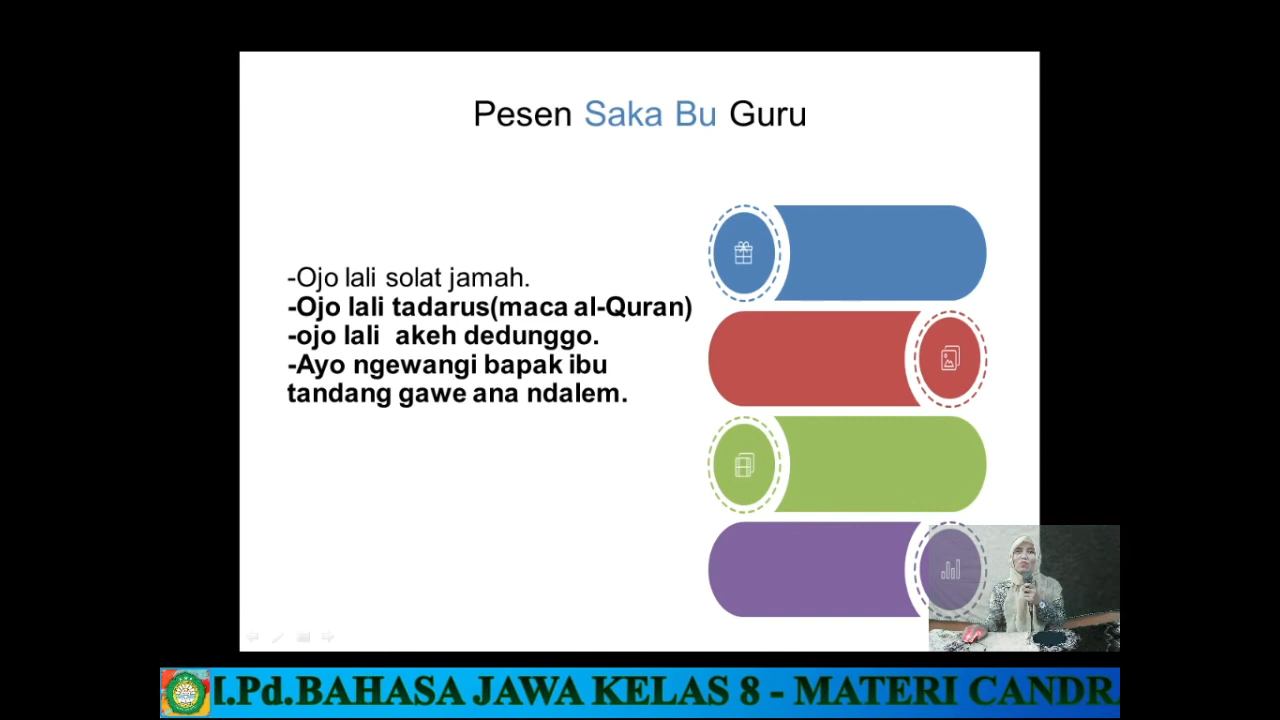 Pesen Saka Bu Guru
-Ojo lali solat jamah.
-Ojo lali tadarus(maca al-Quran)
-ojo lali akeh dedunggo.
-Ayo ngewangi bapak ibu
tandang gawe ana ndalem.
I.Pd.BAHASA JAWA KELAS 8 - MATERI CANDR